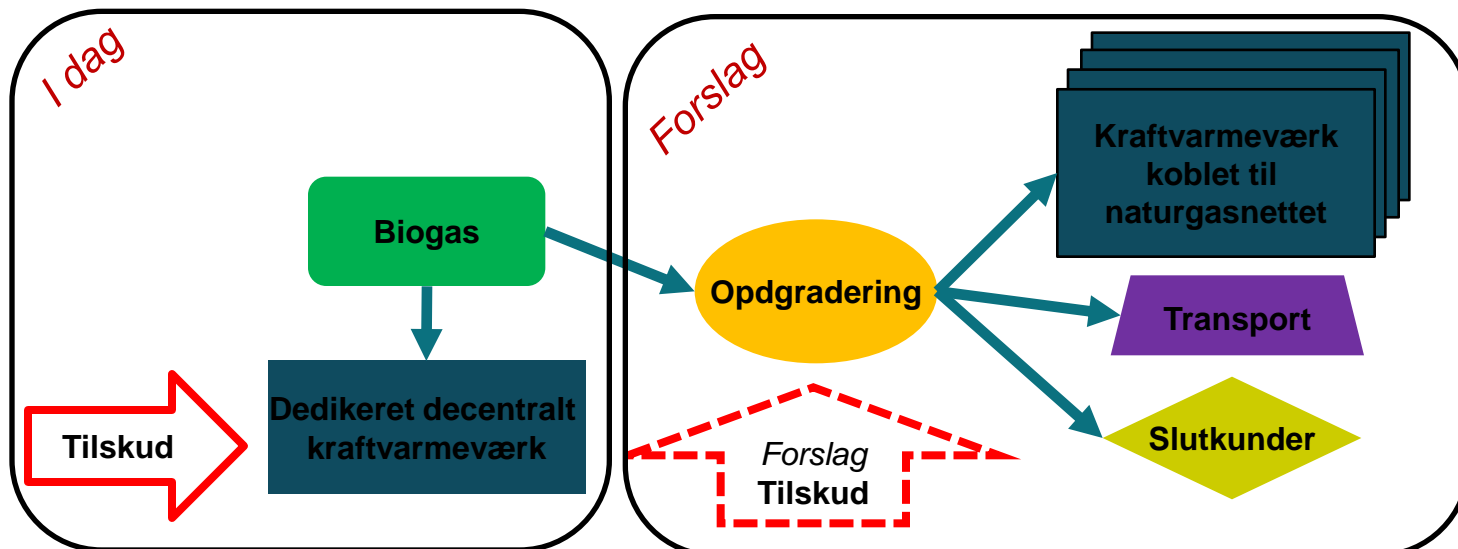 I dag
Biogas
Dedikeret decentralt
kraftvarmeværk
Tilskud
Forslag
Opdgradering
Kraftvarmeværk
koblet til
naturgasnettet
Transport
Slutkunder
Forslag
Tilskud